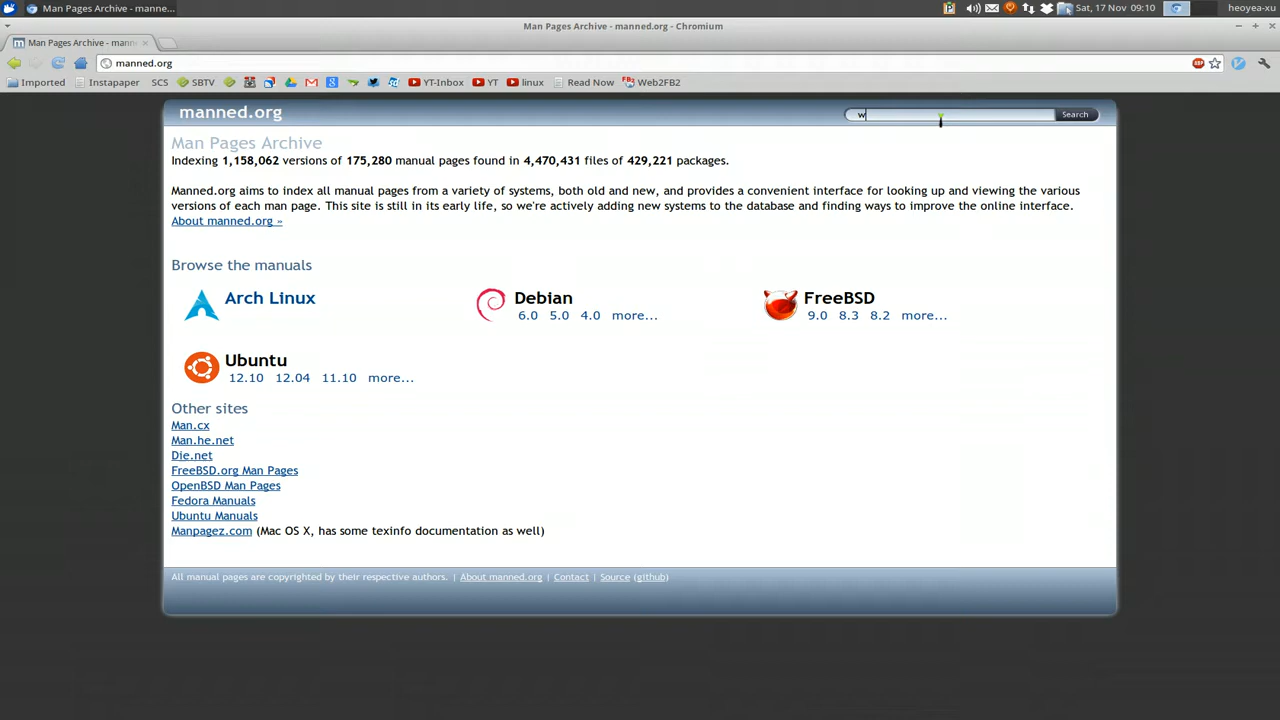 Man Pages Archive - manne...
Sat, 17 Nov 09:10
heoyea-xu
Man Pages Archive - manned.org - Chromium
Man Pages Archive - mann
manned.org
Imported Instapaper SCS SBTV YT-Inbox YT linux Read Now Web2FB2
manned.org
w
Search
Man Pages Archive
Indexing 1,158,062 versions of 175,280 manual pages found in 4,470,431 files of 429,221 packages.
Manned.org aims to index all manual pages from a variety of systems, both old and new, and provides a convenient interface for looking up and viewing the various
versions of each man page. This site is still in its early life, so we're actively adding new systems to the database and finding ways to improve the online interface.
About manned.org »
Browse the manuals
Arch Linux
Debian
6.0 5.0 4.0 more...
FreeBSD
9.0 8.3 8.2 more...
Ubuntu
12.10 12.04 11.10 more...
Other sites
Man.cx
Man.he.net
Die.net
FreeBSD.org Man Pages
OpenBSD Man Pages
Fedora Manuals
Ubuntu Manuals
Manpagez.com (Mac OS X, has some texinfo documentation as well)
All manual pages are copyrighted by their respective authors. | About manned.org | Contact | Source (github)